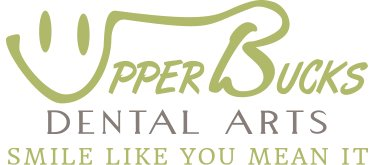 UPPER BUCKS
DENTAL ARTS
SMILE LIKE YOU MEAN IT